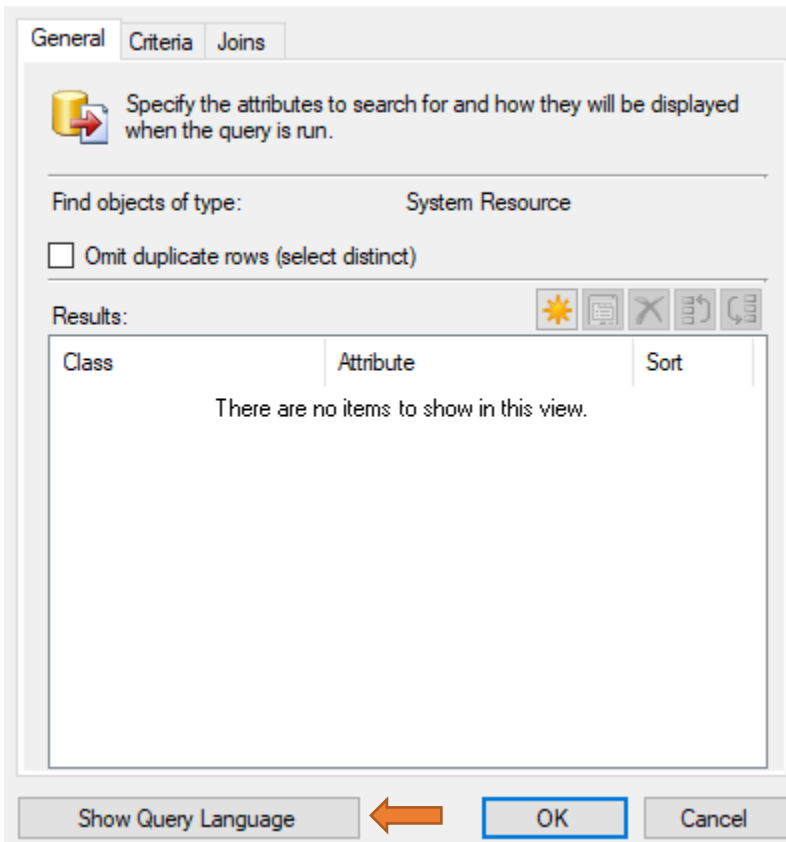 General Criteria Joins
Specify the attributes to search for and how they will be displayed
when the query is run.
Find objects of type: System Resource
Omit duplicate rows (select distinct)
Results:
Class Attribute Sort
There are no items to show in this view.
Show Query Language OK Cancel